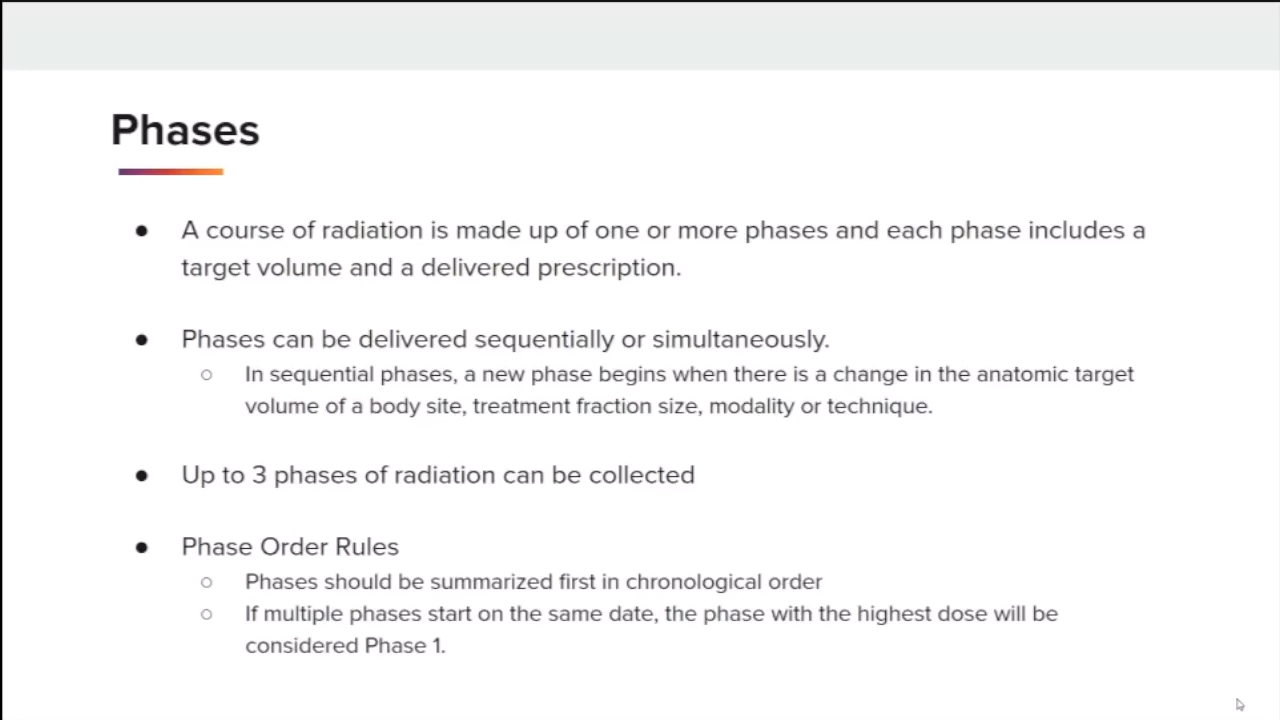 Phases
● A course of radiation is made up of one or more phases and each phase includes a
target volume and a delivered prescription.
● Phases can be delivered sequentially or simultaneously.
○ In sequential phases, a new phase begins when there is a change in the anatomic target
volume of a body site, treatment fraction size, modality or technique.
● Up to 3 phases of radiation can be collected
● Phase Order Rules
○ Phases should be summarized first in chronological order
○ If multiple phases start on the same date, the phase with the highest dose will be
considered Phase 1.